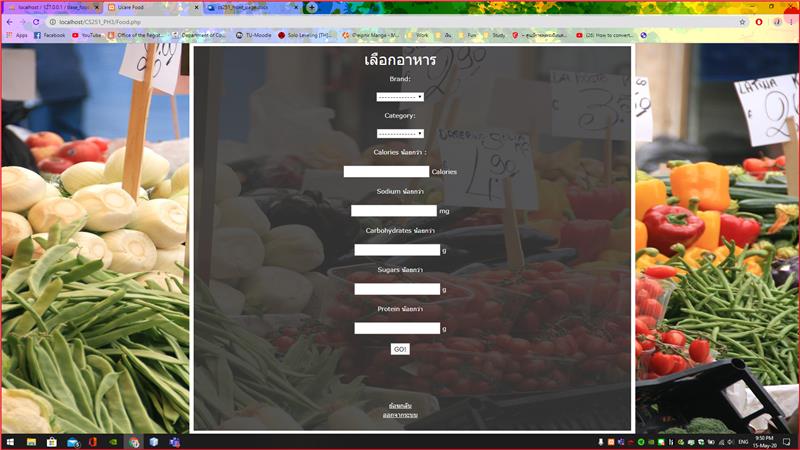 localhost / 127.0.0.1 / base_food
Ucare Food
cs251_front_page.docx
localhost/CS251_PH3/Food.php
Apps
Facebook
YouTube
Office of the Regist
Department of Co
TU-Moodle
Solo Leveling [TH]
Work
เงิน
Fun
Study
(26) How to convert...
เลือกอาหาร
Brand:
-------------
Category:
-------------
Calories น้อยกว่า :
Calories
Sodium น้อยกว่า
mg
Carbohydrates น้อยกว่า
g
Sugars น้อยกว่า
g
Protein น้อยกว่า
g
GO!
ย้อนกลับ
ออกจากระบบ
ENG
9:50 PM
15-May-20